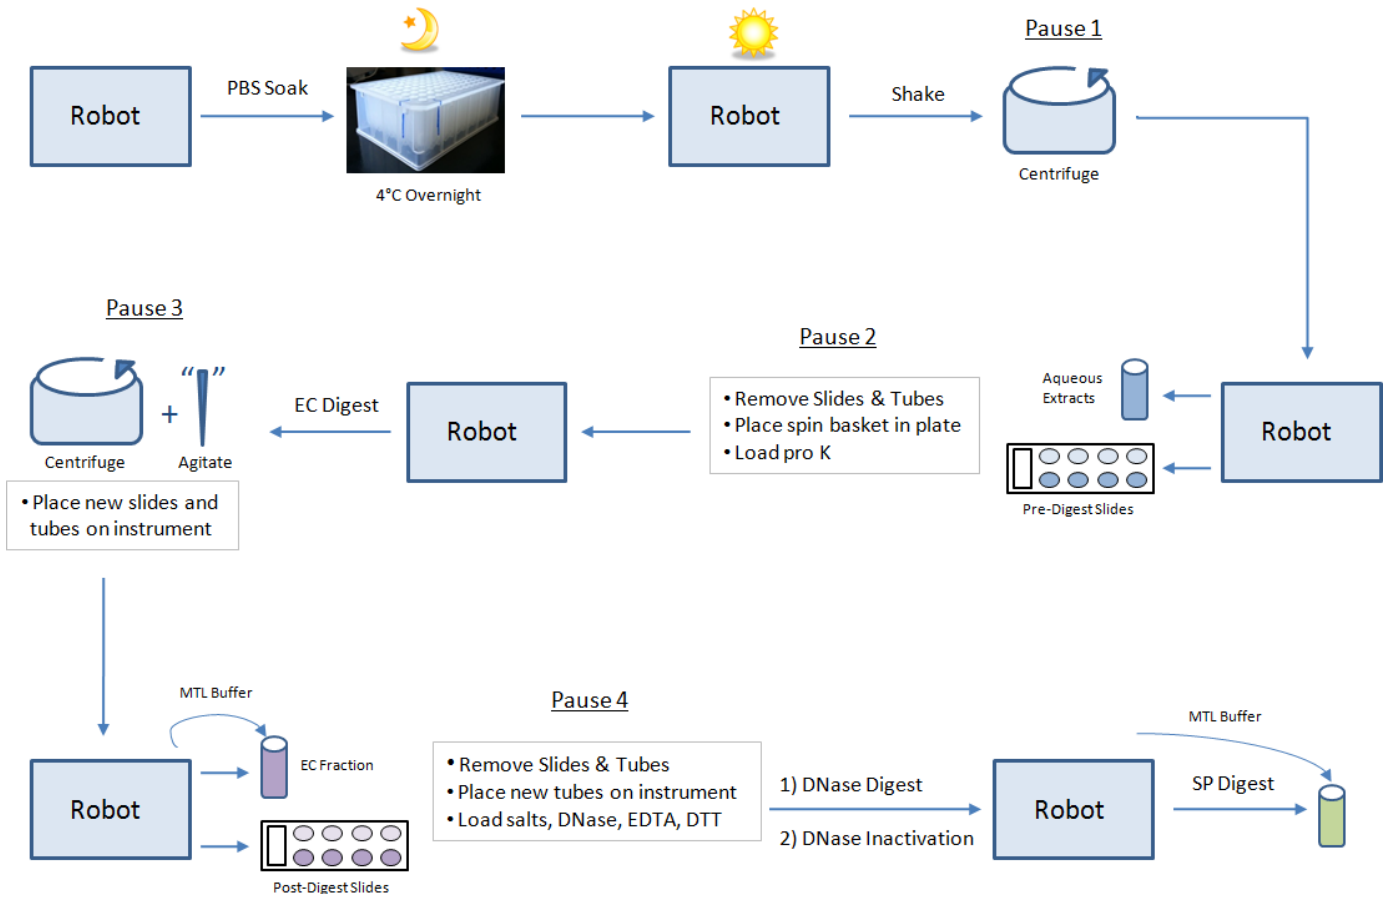 Pause 1
Robot
PBS Soak
4°C Overnight
Robot
Shake
Centrifuge
Pause 3
Centrifuge
+
“ ”
Agitate
• Place new slides and
tubes on instrument
EC Digest
Robot
Pause 2
• Remove Slides & Tubes
• Place spin basket in plate
• Load pro K
Aqueous
Extracts
Pre-Digest Slides
Robot
MTL Buffer
Robot
EC Fraction
Post-Digest Slides
Pause 4
• Remove Slides & Tubes
• Place new tubes on instrument
• Load salts, DNase, EDTA, DTT
1) DNase Digest
2) DNase Inactivation
Robot
MTL Buffer
SP Digest